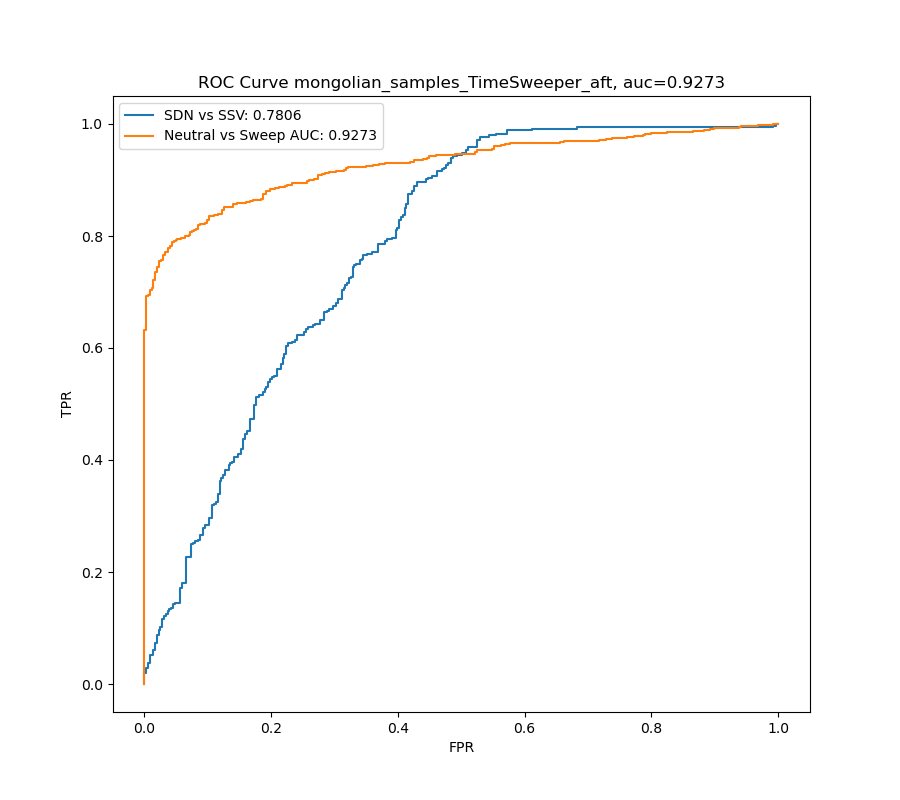 ROC Curve mongolian_samples_TimeSweeper_aft, auc=0.9273
SDN vs SSV: 0.7806
Neutral vs Sweep AUC: 0.9273
1.0
0.8
0.6
0.4
0.2
0.0
TPR
0.0 0.2 0.4 0.6 0.8 1.0
FPR